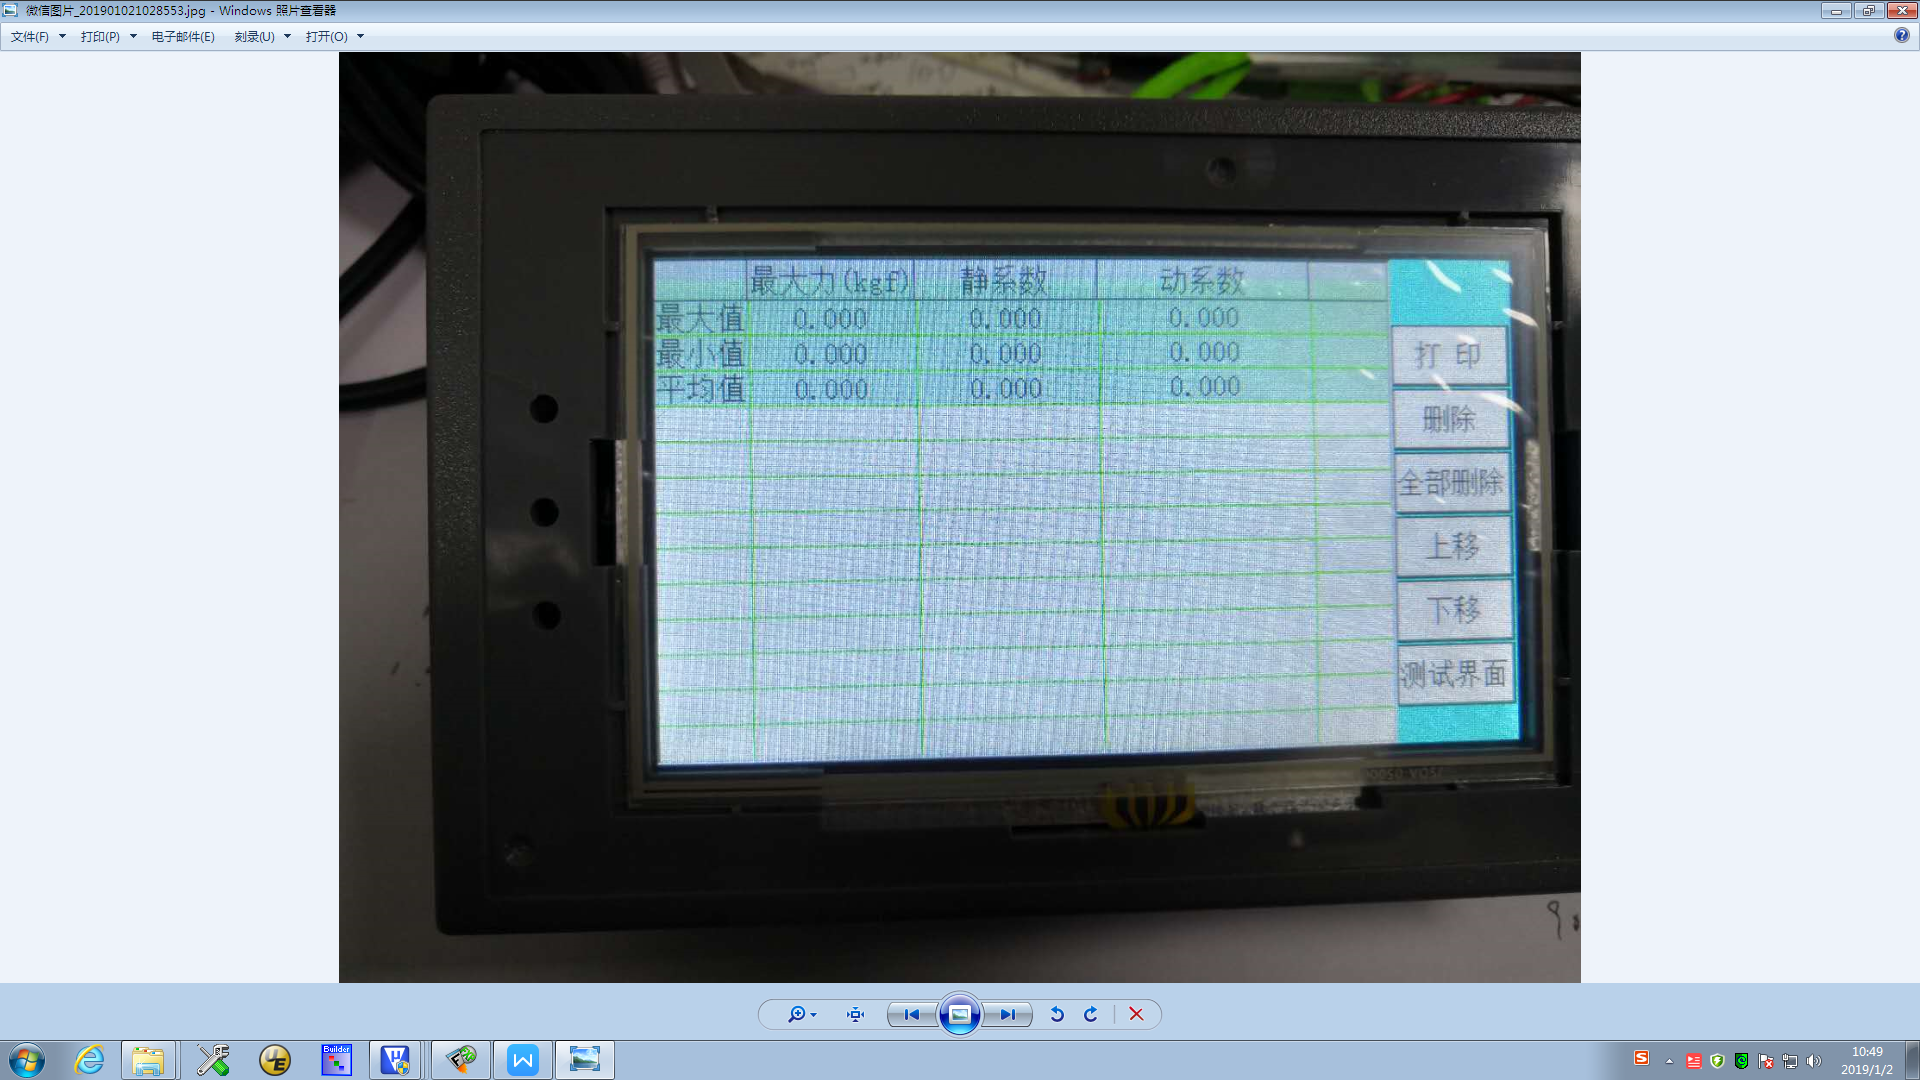 微信图片_20190102102855​3.jpg - Windows 照片查看器
文件(F) 打印(P) 电子邮件(E) 刻录(U) 打开(O)
最大力(kgf) 静系数 动系数
最大值 0.000 0.000 0.000
最小值 0.000 0.000 0.000
平均值 0.000 0.000 0.000
打印
删除
全部删除
上移
下移
测试界面
Builder
10:49
2019/1/2